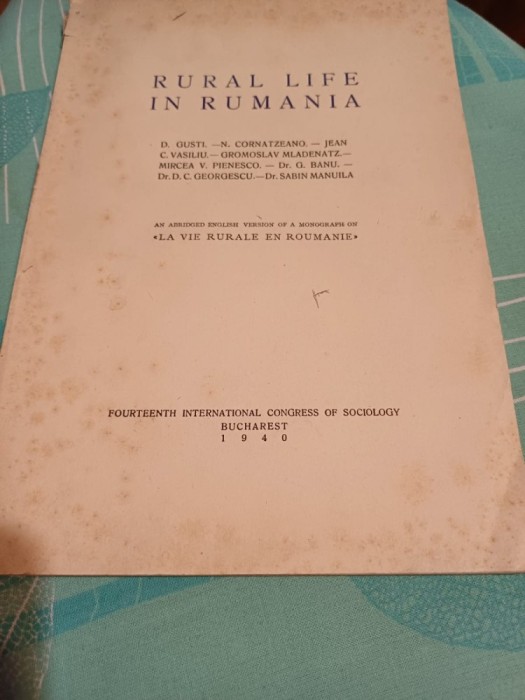 RURAL LIFE
IN RUMANIA
D. GUSTI. —N. CORNATZEANO. — JEAN
C. VASILIU.— GROMOSLAV MLADENATZ.—
MIRCEA V. PIENESCO. — Dr. G. BANU. —
Dr. D. C. GEORGESCU.—Dr. SABIN MANUILA
AN ABRIDGED ENGLISH VERSION OF A MONOGRAPH ON
«LA VIE RURALE EN ROUMANIE»
FOURTEENTH INTERNATIONAL CONGRESS OF SOCIOLOGY
BUCHAREST
1 9 4 0